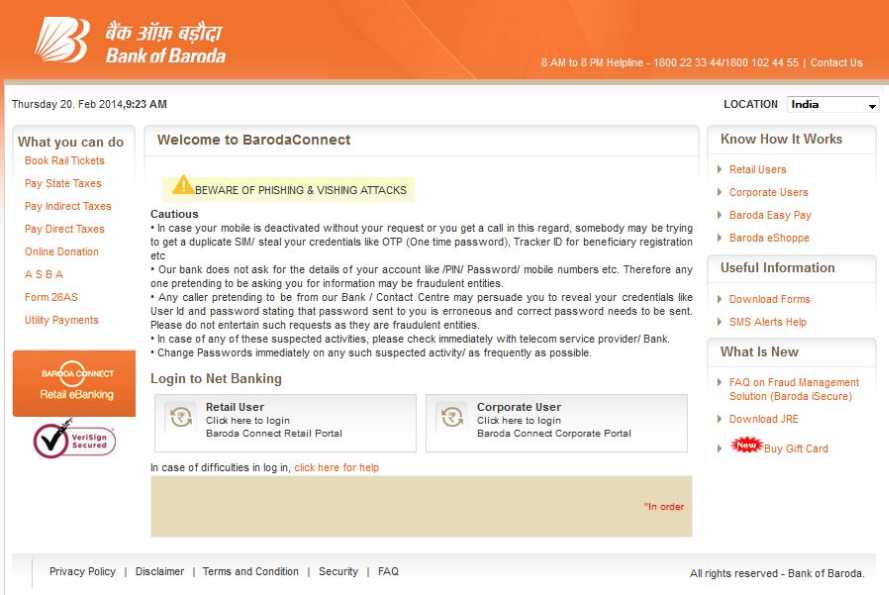 बैंक ऑफ़ बड़ौदा
Bank of Baroda
8 AM to 8 PM Helpline - 1800 22 33 44/1800 102 44 55 | Contact Us
Thursday 20. Feb 2014,9:23 AM
LOCATION India
What you can do
Book Rail Tickets
Pay State Taxes
Pay Indirect Taxes
Pay Direct Taxes
Online Donation
A S B A
Form 26AS
Utility Payments
BARODA CONNECT
Retail eBanking
VeriSign
Secured
Welcome to BarodaConnect
BEWARE OF PHISHING & VISHING ATTACKS
Cautious
• In case your mobile is deactivated without your request or you get a call in this regard, somebody may be trying
to get a duplicate SIM/ steal your credentials like OTP (One time password), Tracker ID for beneficiary registration
etc
• Our bank does not ask for the details of your account like /PIN/ Password/ mobile numbers etc. Therefore any
one pretending to be asking you for information may be fraudulent entities.
• Any caller pretending to be from our Bank / Contact Centre may persuade you to reveal your credentials like
User Id and password stating that password sent to you is erroneous and correct password needs to be sent.
Please do not entertain such requests as they are fraudulent entities.
• In case of any of these suspected activities, please check immediately with telecom service provider/ Bank.
• Change Passwords immediately on any such suspected activity/ as frequently as possible.
Login to Net Banking
Retail User
Click here to login
Baroda Connect Retail Portal
Corporate User
Click here to login
Baroda Connect Corporate Portal
In case of difficulties in log in, click here for help
"In order
Know How It Works
Retail Users
Corporate Users
Baroda Easy Pay
Baroda eShoppe
Useful Information
Download Forms
SMS Alerts Help
What Is New
FAQ on Fraud Management
Solution (Baroda iSecure)
Download JRE
New Buy Gift Card
Privacy Policy | Disclaimer | Terms and Condition | Security | FAQ
All rights reserved - Bank of Baroda.